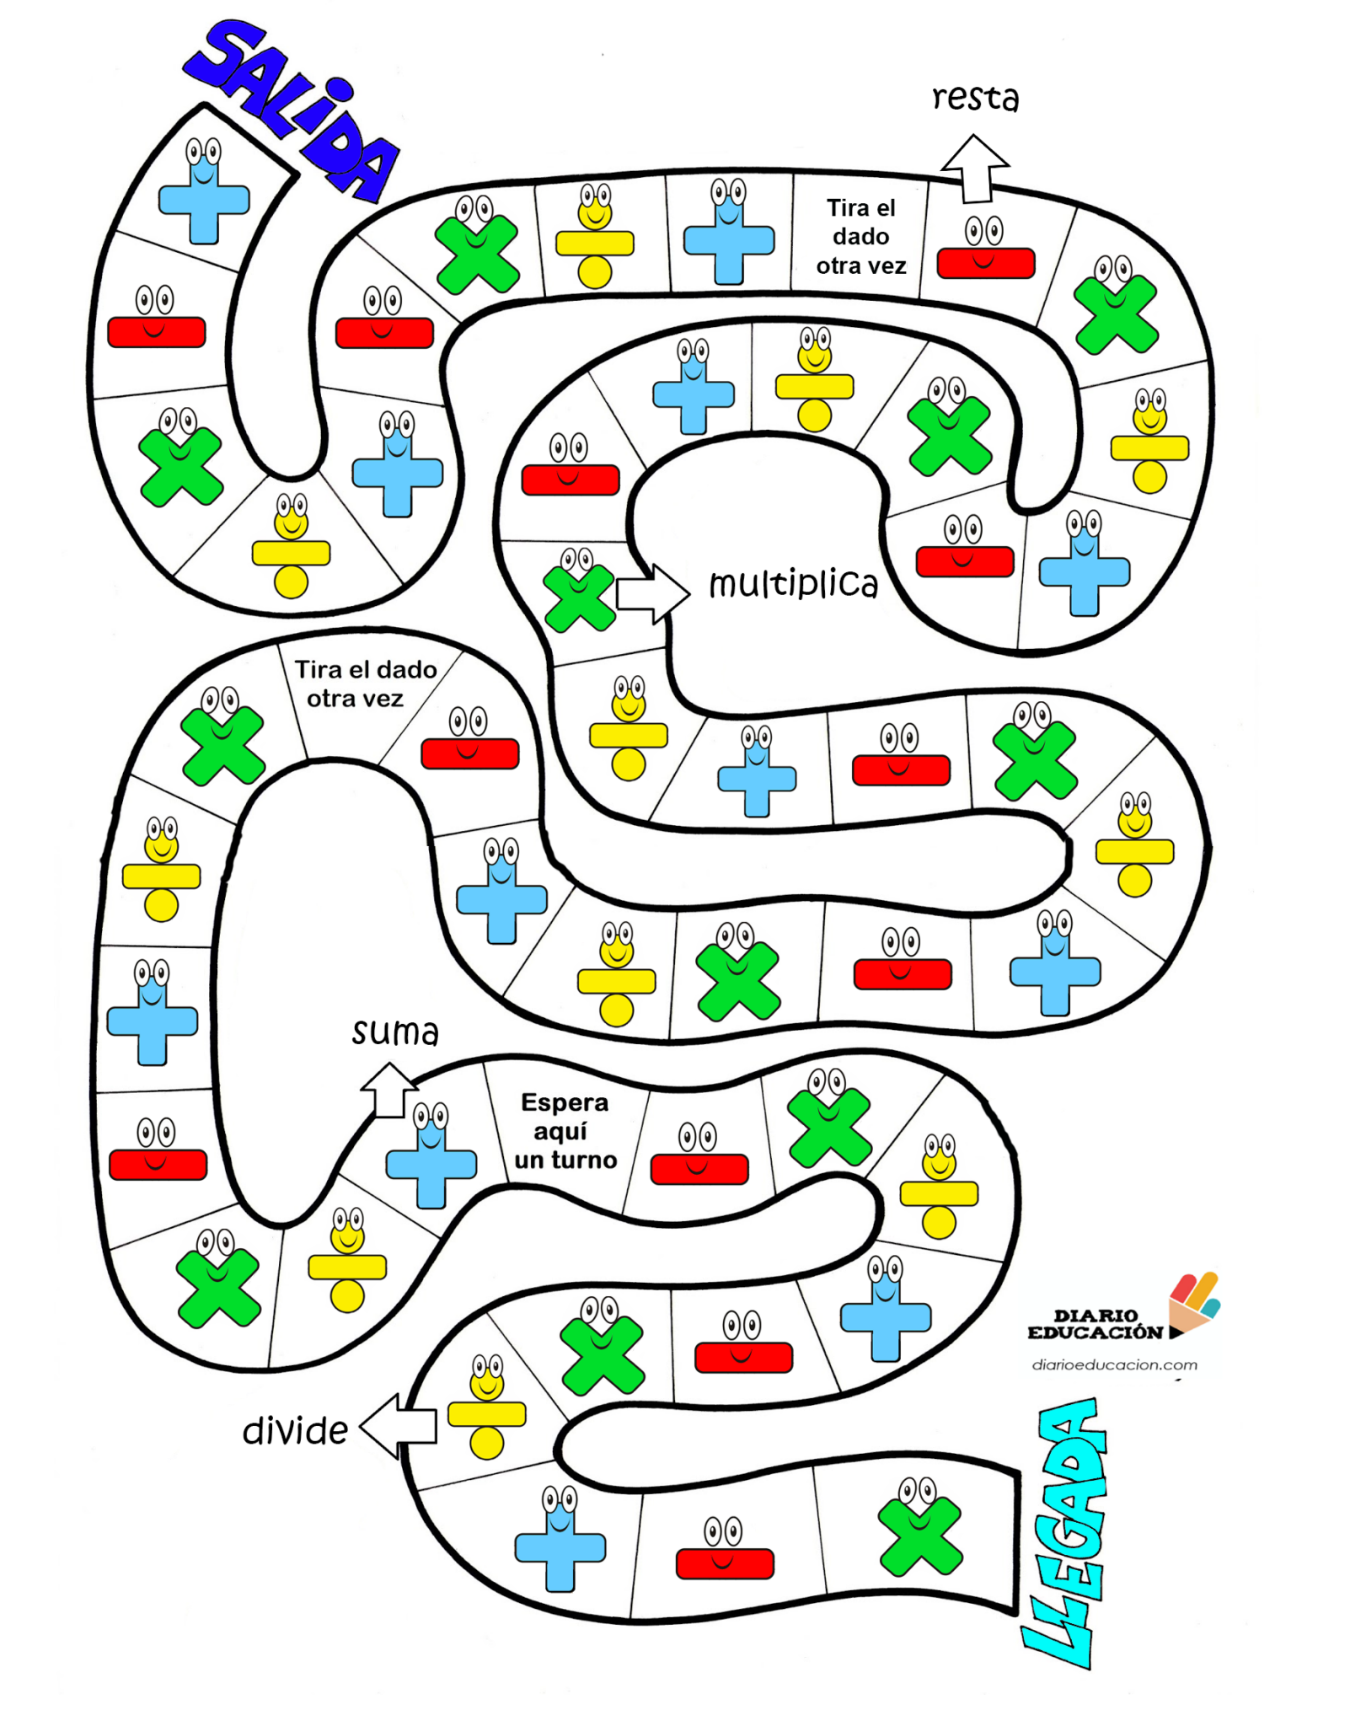 SALiDA
resta
Tira el
dado
otra vez
multiplica
Tira el dado
otra vez
suma
Espera
aquí
un turno
DIARIO
EDUCACIÓN
diarioeducacion.com
divide
LLEGADA